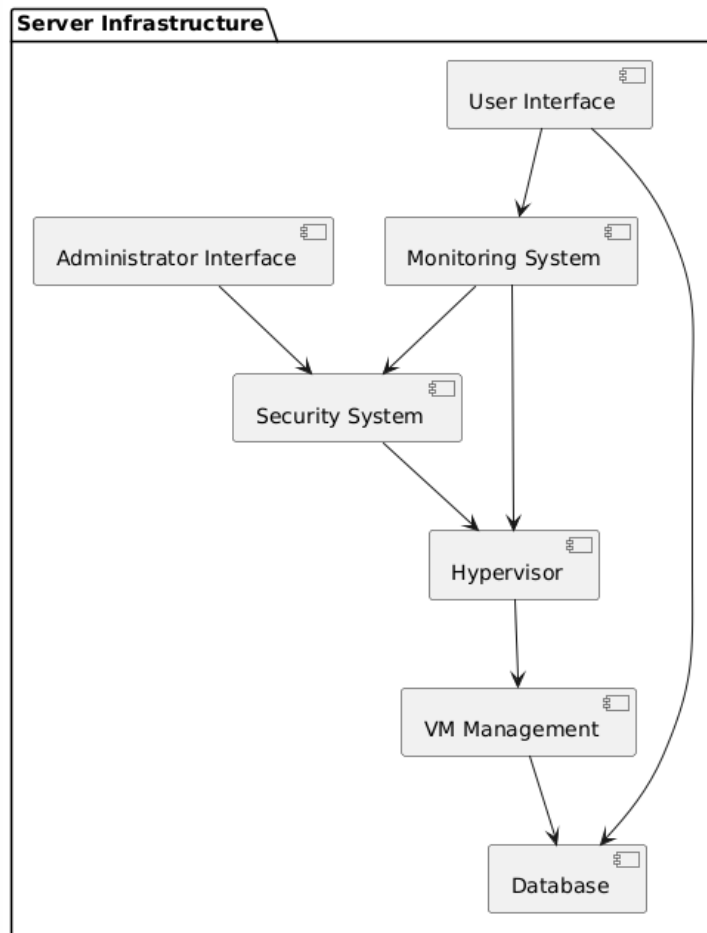 Server Infrastructure
User Interface
Administrator Interface
Monitoring System
Security System
Hypervisor
VM Management
Database